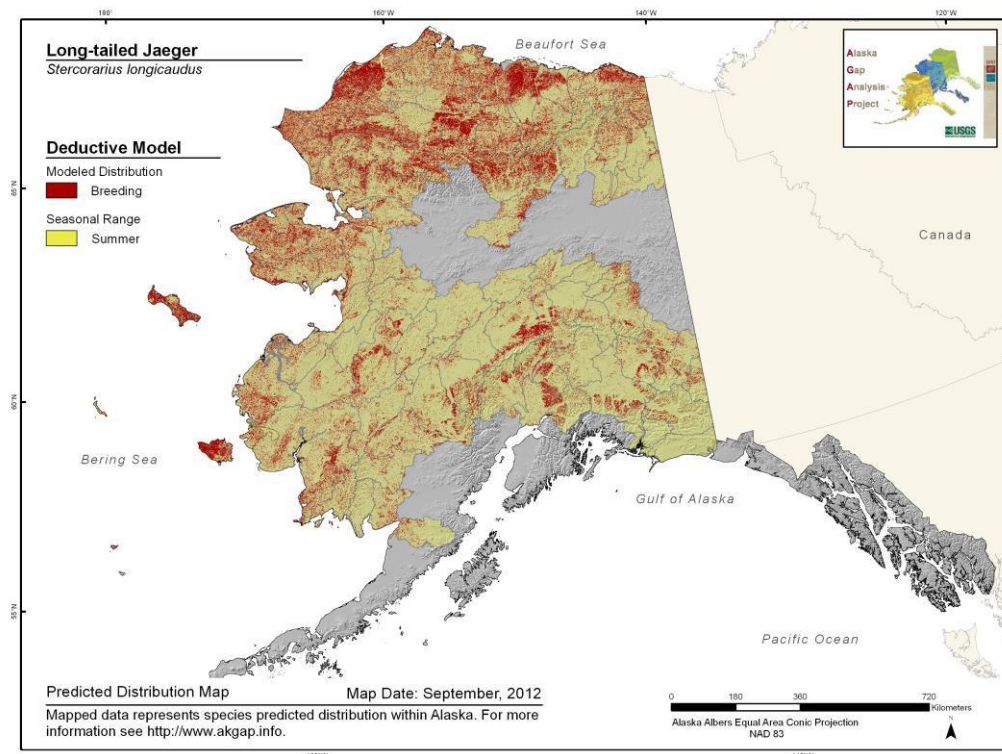 180°
160°W
140°W
120°W
Long-tailed Jaeger
Stercorarius longicaudus
Beaufort Sea
Alaska
Gap
Analysis
Project
USGS
Deductive Model
Modeled Distribution
Breeding
Seasonal Range
Summer
65°N
Canada
60°N
Bering Sea
Gulf of Alaska
55°N
Pacific Ocean
Predicted Distribution Map
Map Date: September, 2012
Mapped data represents species predicted distribution within Alaska. For more
information see http://www.akgap.info.
0 180 360 720
Kilometers
Alaska Albers Equal Area Conic Projection
NAD 83
N